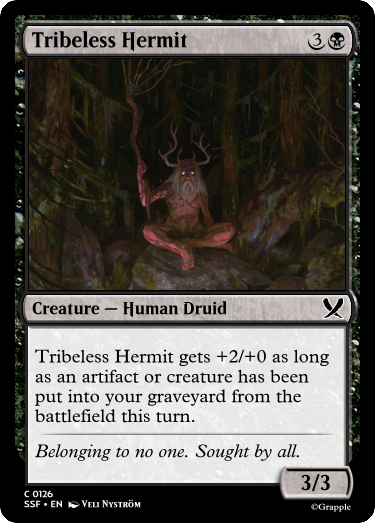 Tribeless Hermit 3
Creature — Human Druid
Tribeless Hermit gets +2/+0 as long
as an artifact or creature has been
put into your graveyard from the
battlefield this turn.
Belonging to no one. Sought by all.
3/3
C 0126
SSF • EN Veli Nyström
©Grapple